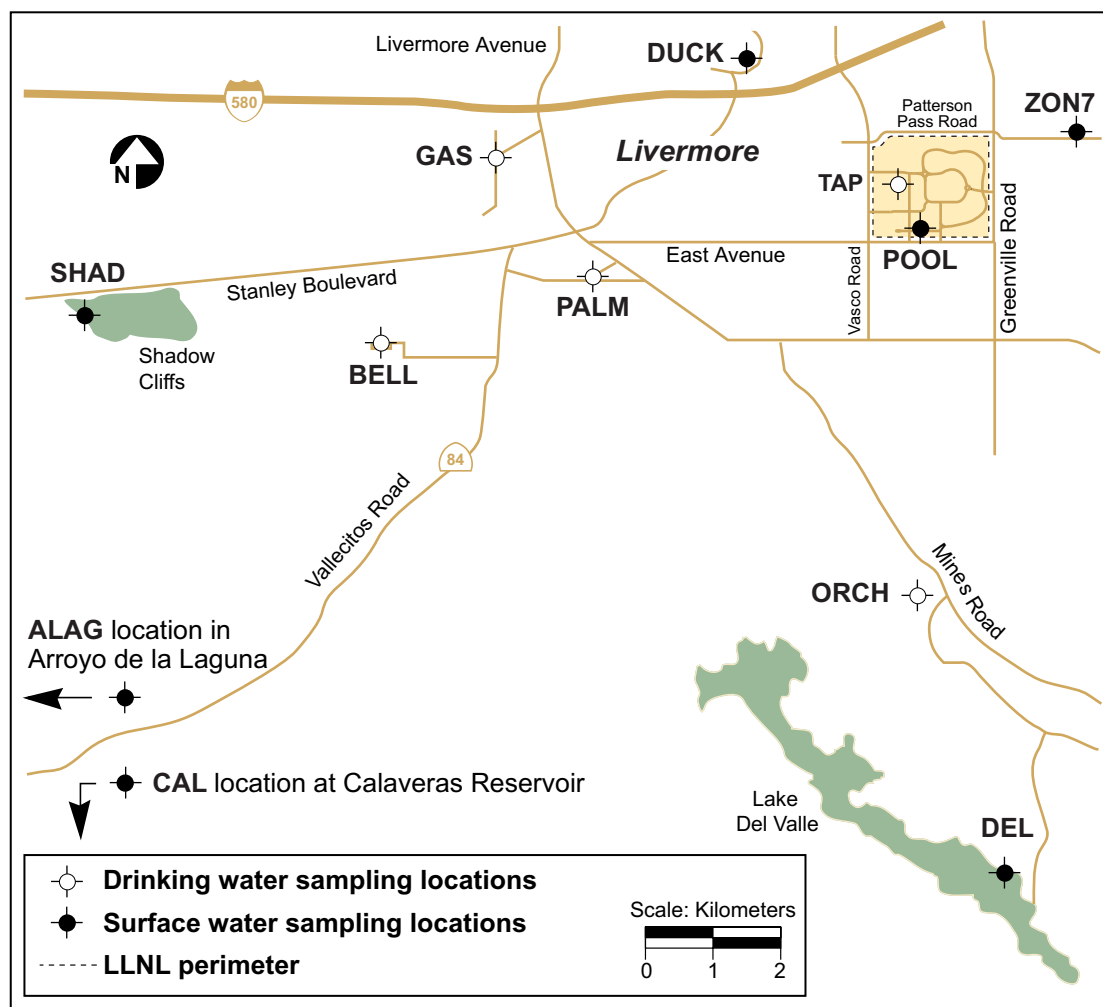 Livermore Avenue
DUCK
580
ZON7
Patterson
Pass Road
GAS
Livermore
N
TAP
Greenville Road
East Avenue
POOL
SHAD
Stanley Boulevard
PALM
Vasco Road
Shadow
Cliffs
BELL
84
Vallecitos Road
ORCH
Mines Road
ALAG location in
Arroyo de la Laguna
CAL location at Calaveras Reservoir
Lake
Del Valle
DEL
Drinking water sampling locations
Surface water sampling locations
LLNL perimeter
Scale: Kilometers
0 1 2